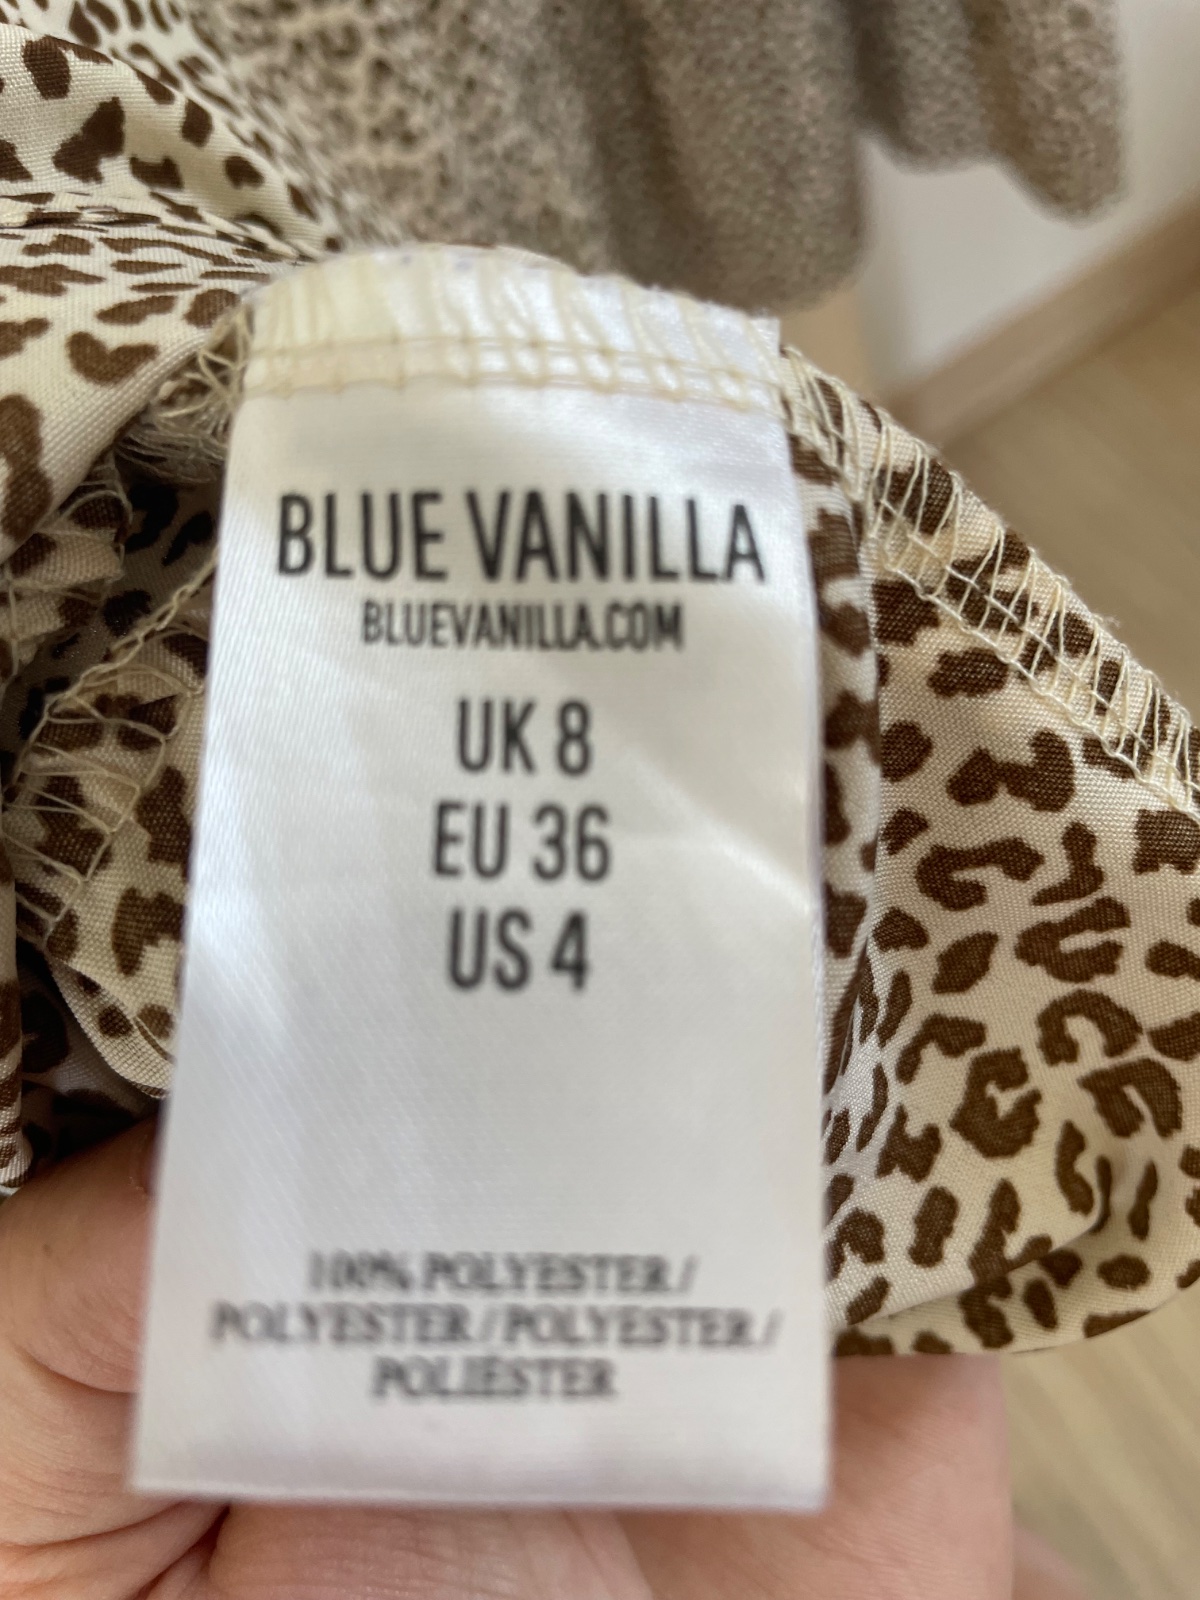 BLUE VANILLA
BLUEVANILLA.COM
UK 8
EU 36
US 4
100% POLYESTER /
POLYESTER / POLYESTER /
POLIÉSTER